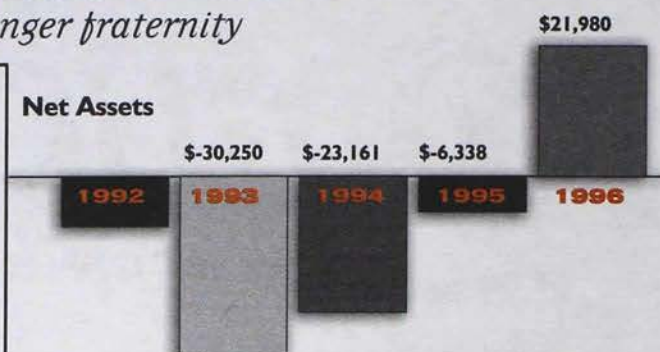 nger fraternity
$21,980
Net Assets
$-30,250 $-23,161 $-6,338
1992 1993 1994 1995 1996